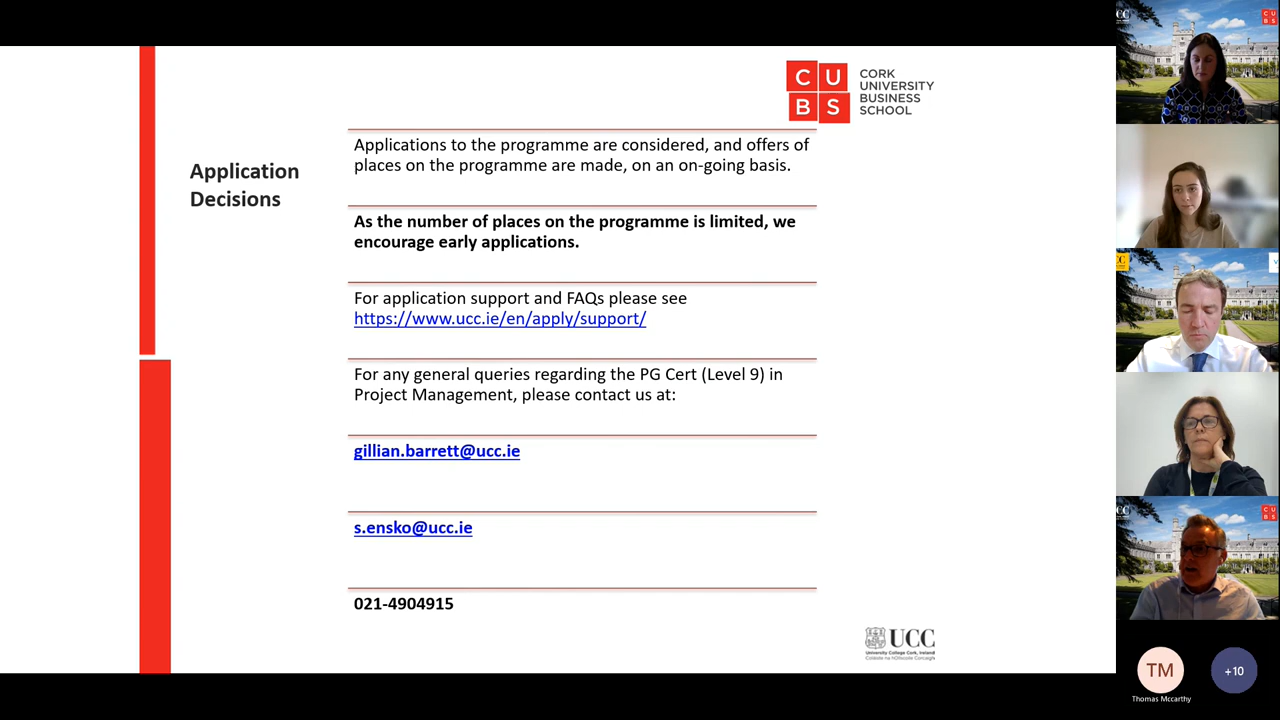 C U
B S
CORK
UNIVERSITY
BUSINESS
SCHOOL
Application
Decisions
Applications to the programme are considered, and offers of
places on the programme are made, on an on-going basis.
As the number of places on the programme is limited, we
encourage early applications.
For application support and FAQs please see
https://www.ucc.ie/en/apply/support/
For any general queries regarding the PG Cert (Level 9) in
Project Management, please contact us at:
gillian.barrett@ucc.ie
s.ensko@ucc.ie
021-4904915
UCC
University College Cork, Ireland
Coláiste na hOllscoile Corcaigh
CC
C U
B S
UCC
CC
C U
B S
TM
+10
Thomas Mccarthy